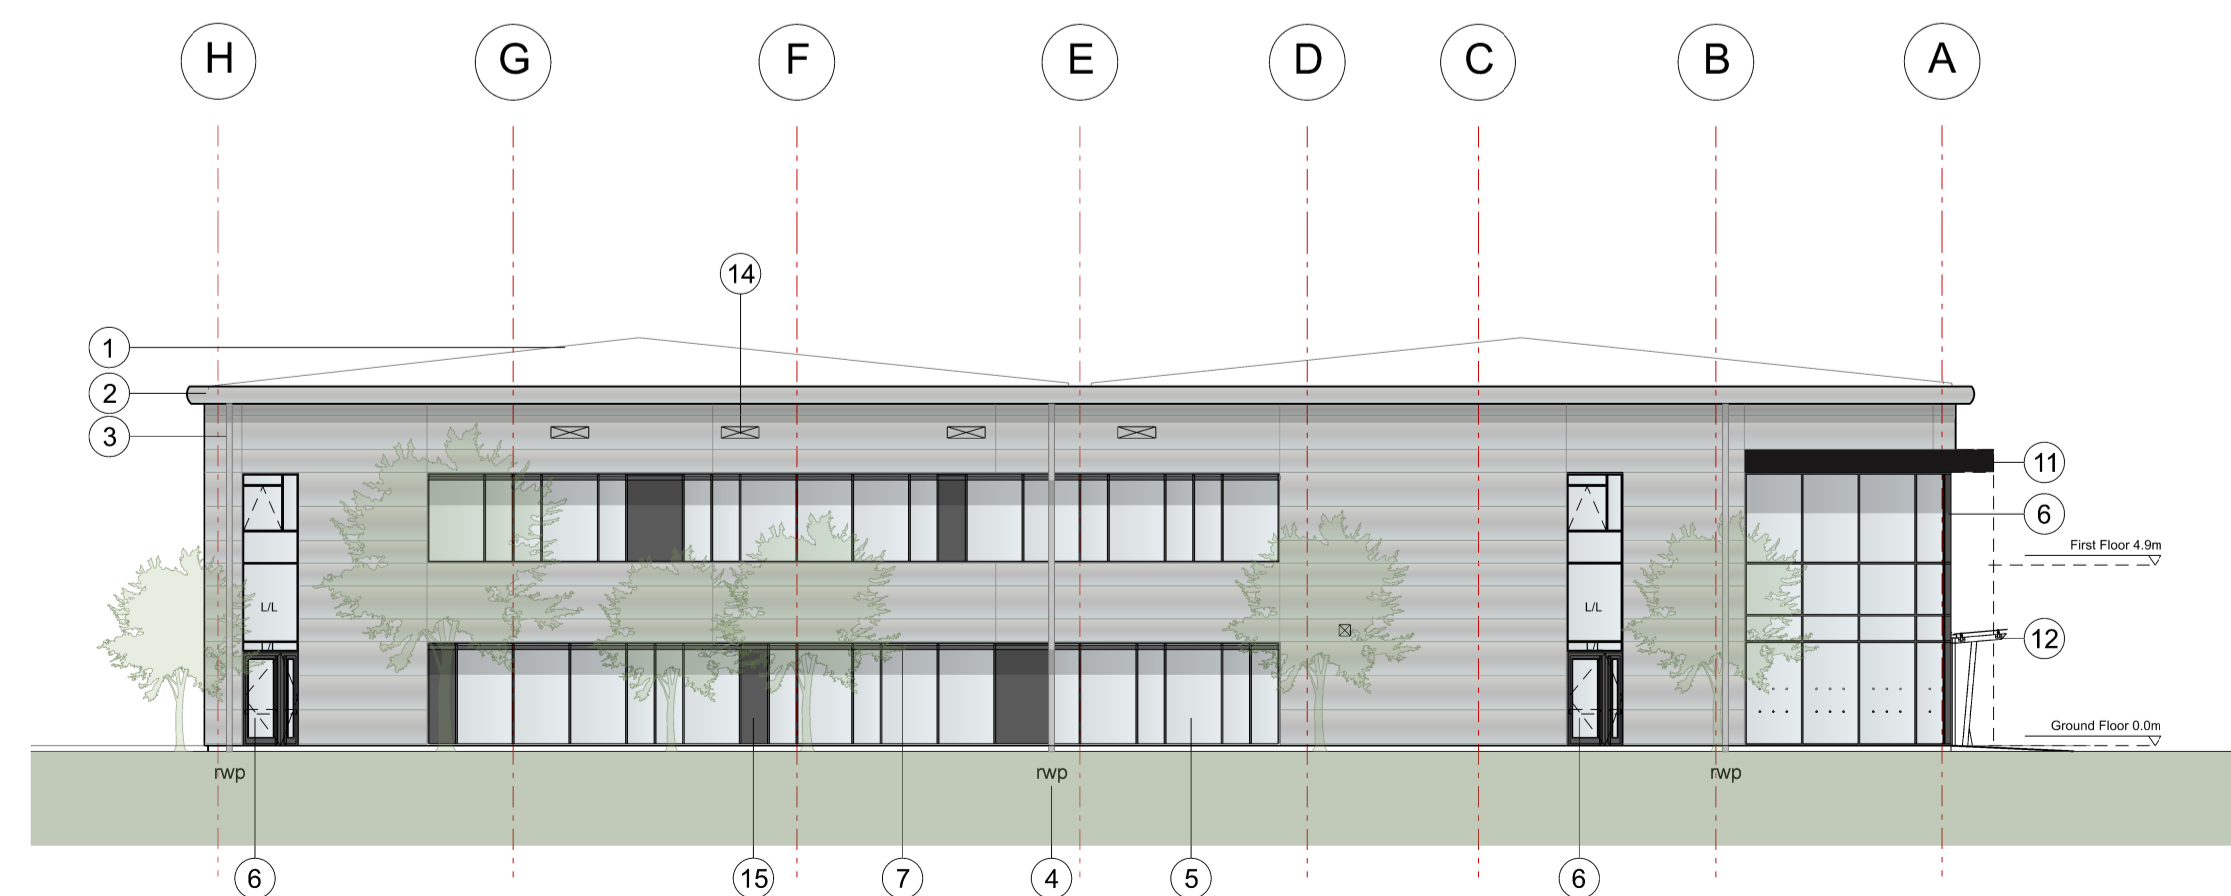 H G F E D C B A
14
1
2
3
11
6
First Floor 4.9m
L/L L/L
12
Ground Floor 0.0m
rwp rwp rwp
6 15 7 4 5 6